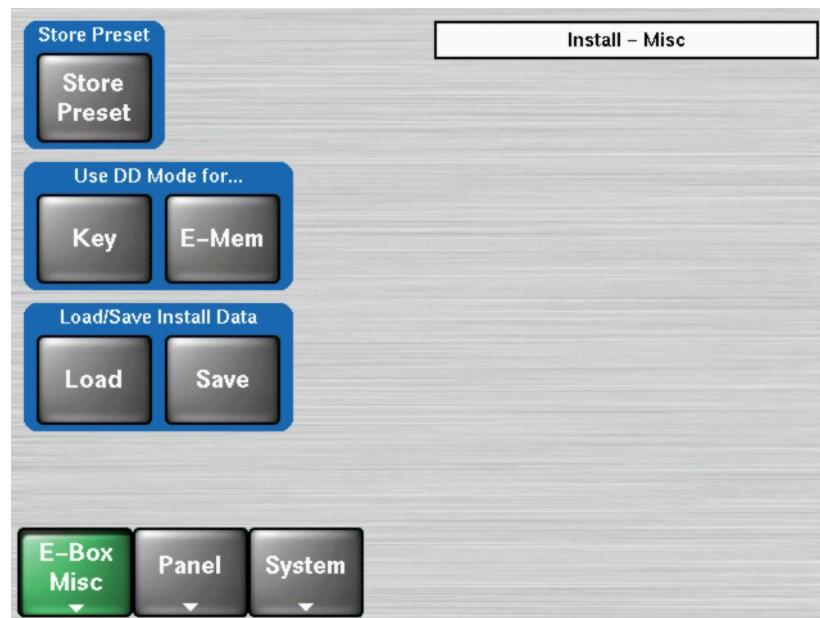 Store Preset
Install – Misc
Store
Preset
Use DD Mode for...
Key
E–Mem
Load/Save Install Data
Load
Save
E–Box
Misc
Panel
System